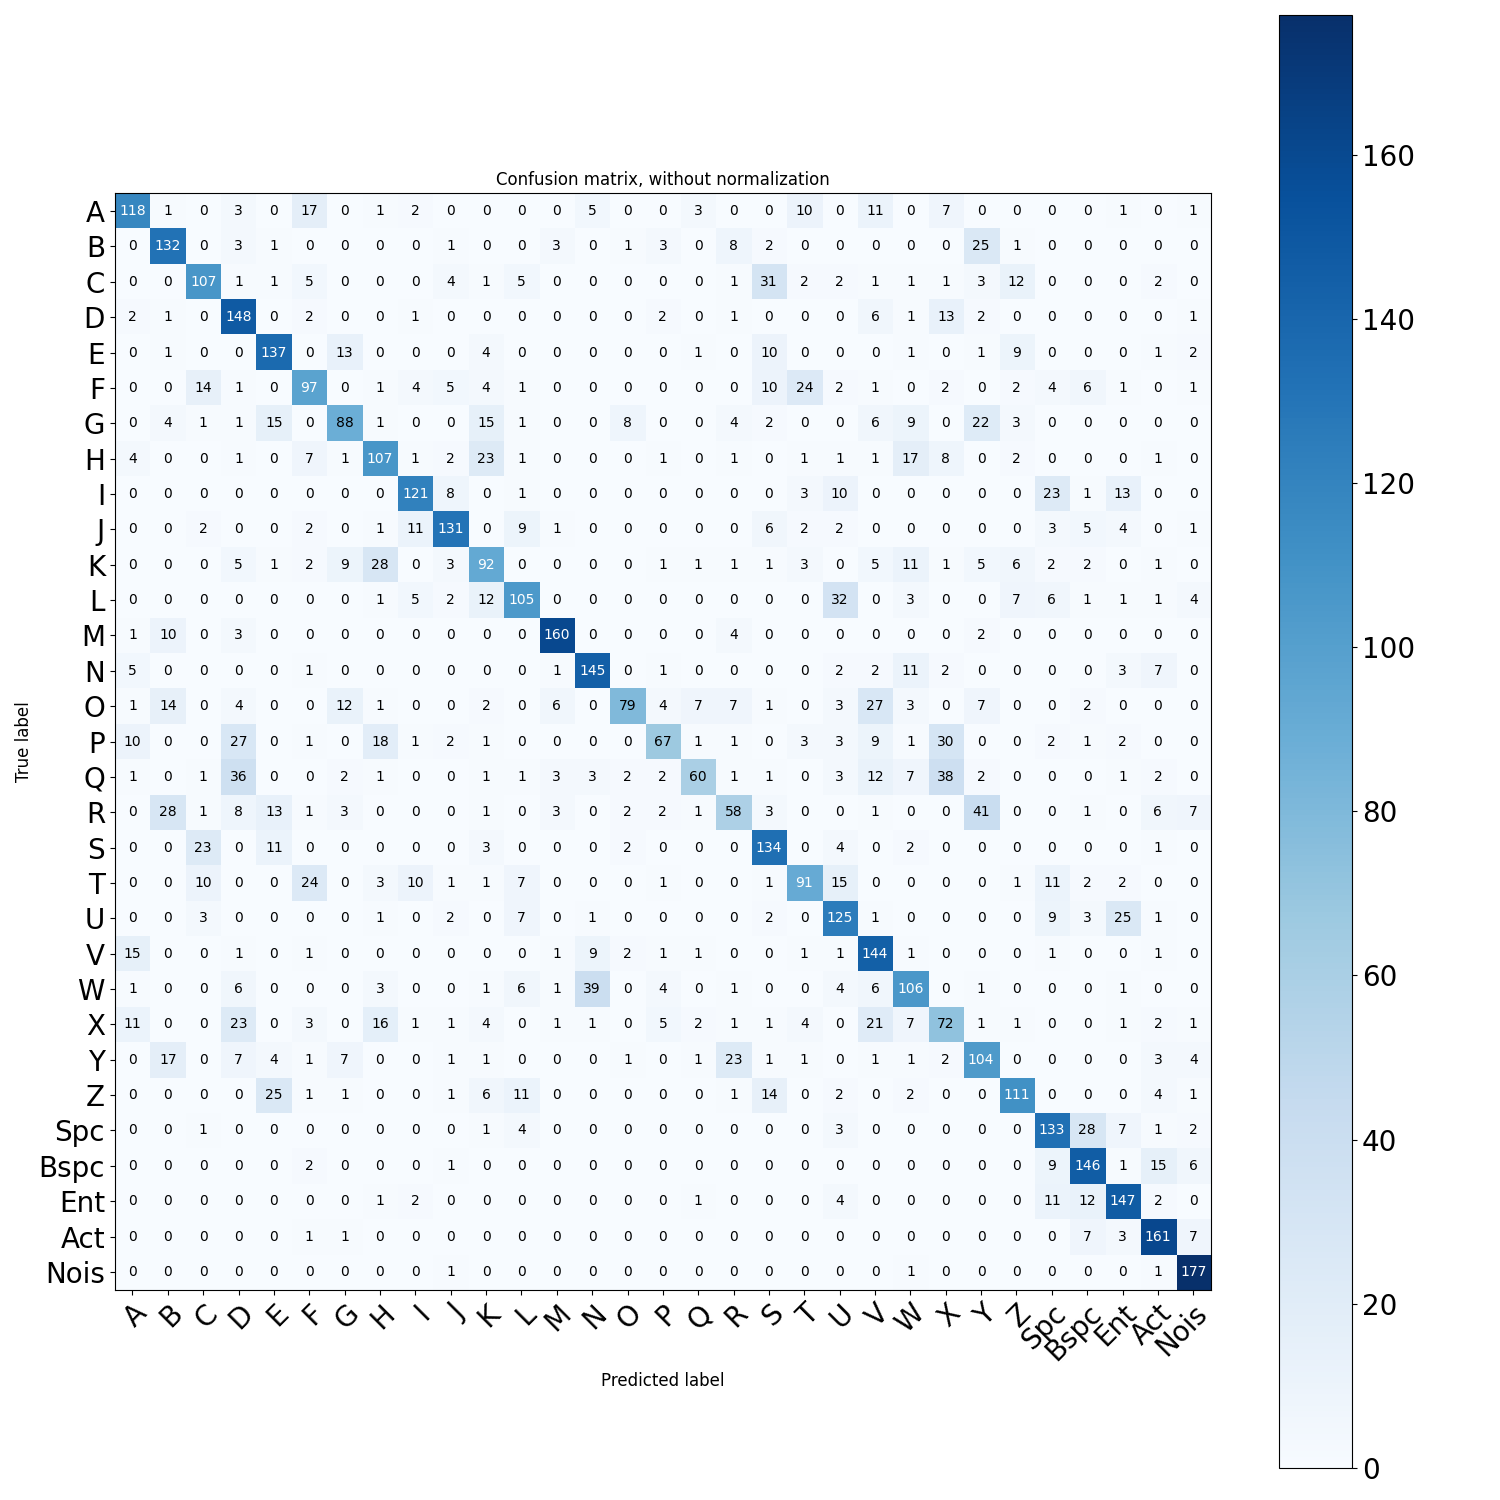 Confusion matrix, without normalization
A 118 1 0 3 0 17 0 1 2 0 0 0 0 5 0 0 3 0 0 10 0 11 0 7 0 0 0 0 1 0 1
B 0 132 0 3 1 0 0 0 0 1 0 0 3 0 1 3 0 8 2 0 0 0 0 0 25 1 0 0 0 0 0
C 0 0 107 1 1 5 0 0 0 4 1 5 0 0 0 0 0 1 31 2 2 1 1 1 3 12 0 0 0 2 0
D 2 1 0 148 0 2 0 0 1 0 0 0 0 0 0 2 0 1 0 0 0 6 1 13 2 0 0 0 0 0 1
E 0 1 0 0 137 0 13 0 0 0 4 0 0 0 0 0 1 0 10 0 0 0 1 0 1 9 0 0 0 1 2
F 0 0 14 1 0 97 0 1 4 5 4 1 0 0 0 0 0 0 10 24 2 1 0 2 0 2 4 6 1 0 1
G 0 4 1 1 15 0 88 1 0 0 15 1 0 0 8 0 0 4 2 0 0 6 9 0 22 3 0 0 0 0 0
H 4 0 0 1 0 7 1 107 1 2 23 1 0 0 0 1 0 1 0 1 1 1 17 8 0 2 0 0 0 1 0
I 0 0 0 0 0 0 0 0 121 8 0 1 0 0 0 0 0 0 0 3 10 0 0 0 0 0 23 1 13 0 0
J 0 0 2 0 0 2 0 1 11 131 0 9 1 0 0 0 0 0 6 2 2 0 0 0 0 0 3 5 4 0 1
K 0 0 0 5 1 2 9 28 0 3 92 0 0 0 0 1 1 1 1 3 0 5 11 1 5 6 2 2 0 1 0
L 0 0 0 0 0 0 0 1 5 2 12 105 0 0 0 0 0 0 0 0 32 0 3 0 0 7 6 1 1 1 4
M 1 10 0 3 0 0 0 0 0 0 0 0 160 0 0 0 0 4 0 0 0 0 0 0 2 0 0 0 0 0 0
N 5 0 0 0 0 1 0 0 0 0 0 0 1 145 0 1 0 0 0 0 2 2 11 2 0 0 0 0 3 7 0
O 1 14 0 4 0 0 12 1 0 0 2 0 6 0 79 4 7 7 1 0 3 27 3 0 7 0 0 2 0 0 0
P 10 0 0 27 0 1 0 18 1 2 1 0 0 0 0 67 1 1 0 3 3 9 1 30 0 0 2 1 2 0 0
Q 1 0 1 36 0 0 2 1 0 0 1 1 3 3 2 2 60 1 1 0 3 12 7 38 2 0 0 0 1 2 0
R 0 28 1 8 13 1 3 0 0 0 1 0 3 0 2 2 1 58 3 0 0 1 0 0 41 0 0 1 0 6 7
S 0 0 23 0 11 0 0 0 0 0 3 0 0 0 2 0 0 0 134 0 4 0 2 0 0 0 0 0 0 1 0
T 0 0 10 0 0 24 0 3 10 1 1 7 0 0 0 1 0 0 1 91 15 0 0 0 0 1 11 2 2 0 0
U 0 0 3 0 0 0 0 1 0 2 0 7 0 1 0 0 0 0 2 0 125 1 0 0 0 0 9 3 25 1 0
V 15 0 0 1 0 1 0 0 0 0 0 0 1 9 2 1 1 0 0 1 1 144 1 0 0 0 1 0 0 1 0
W 1 0 0 6 0 0 0 3 0 0 1 6 1 39 0 4 0 1 0 0 4 6 106 0 1 0 0 0 1 0 0
X 11 0 0 23 0 3 0 16 1 1 4 0 1 1 0 5 2 1 1 4 0 21 7 72 1 1 0 0 1 2 1
Y 0 17 0 7 4 1 7 0 0 1 1 0 0 0 1 0 1 23 1 1 0 1 1 2 104 0 0 0 0 3 4
Z 0 0 0 0 25 1 1 0 0 1 6 11 0 0 0 0 0 1 14 0 2 0 2 0 0 111 0 0 0 4 1
Spc 0 0 1 0 0 0 0 0 0 0 1 4 0 0 0 0 0 0 0 0 3 0 0 0 0 0 133 28 7 1 2
Bspc 0 0 0 0 0 2 0 0 0 1 0 0 0 0 0 0 0 0 0 0 0 0 0 0 0 0 9 146 1 15 6
Ent 0 0 0 0 0 0 0 1 2 0 0 0 0 0 0 0 1 0 0 0 4 0 0 0 0 0 11 12 147 2 0
Act 0 0 0 0 0 1 1 0 0 0 0 0 0 0 0 0 0 0 0 0 0 0 0 0 0 0 0 7 3 161 7
Nois 0 0 0 0 0 0 0 0 0 1 0 0 0 0 0 0 0 0 0 0 0 0 1 0 0 0 0 0 0 1 177
A B C D E F G H I J K L M N O P Q R S T U V W X Y Z Spc Bspc Ent Act Nois
Predicted label
True label
160
140
120
100
80
60
40
20
0